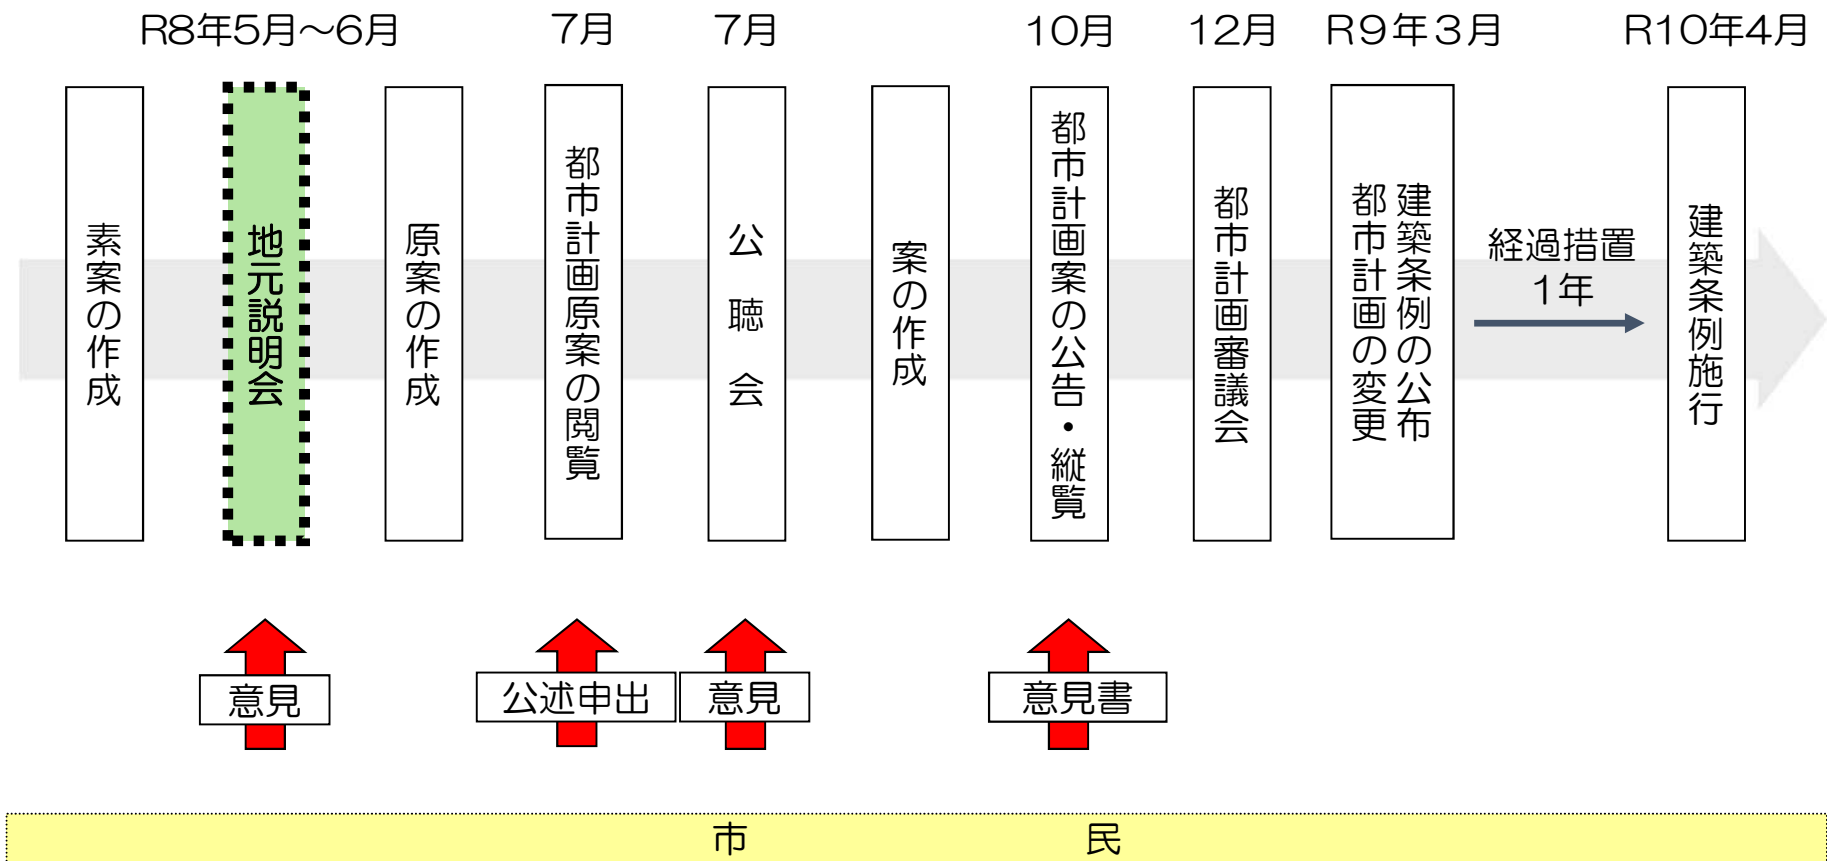 R8年5月～6月
7月
7月
10月
12月
R9年3月
R10年4月
素案の作成
地元説明会
原案の作成
都市計画原案の閲覧
公聴会
案の作成
都市計画案の公告・縦覧
都市計画審議会
建築条例の公布
都市計画の変更
経過措置
1年
建築条例施行
意見
公述申出
意見
意見書
市民